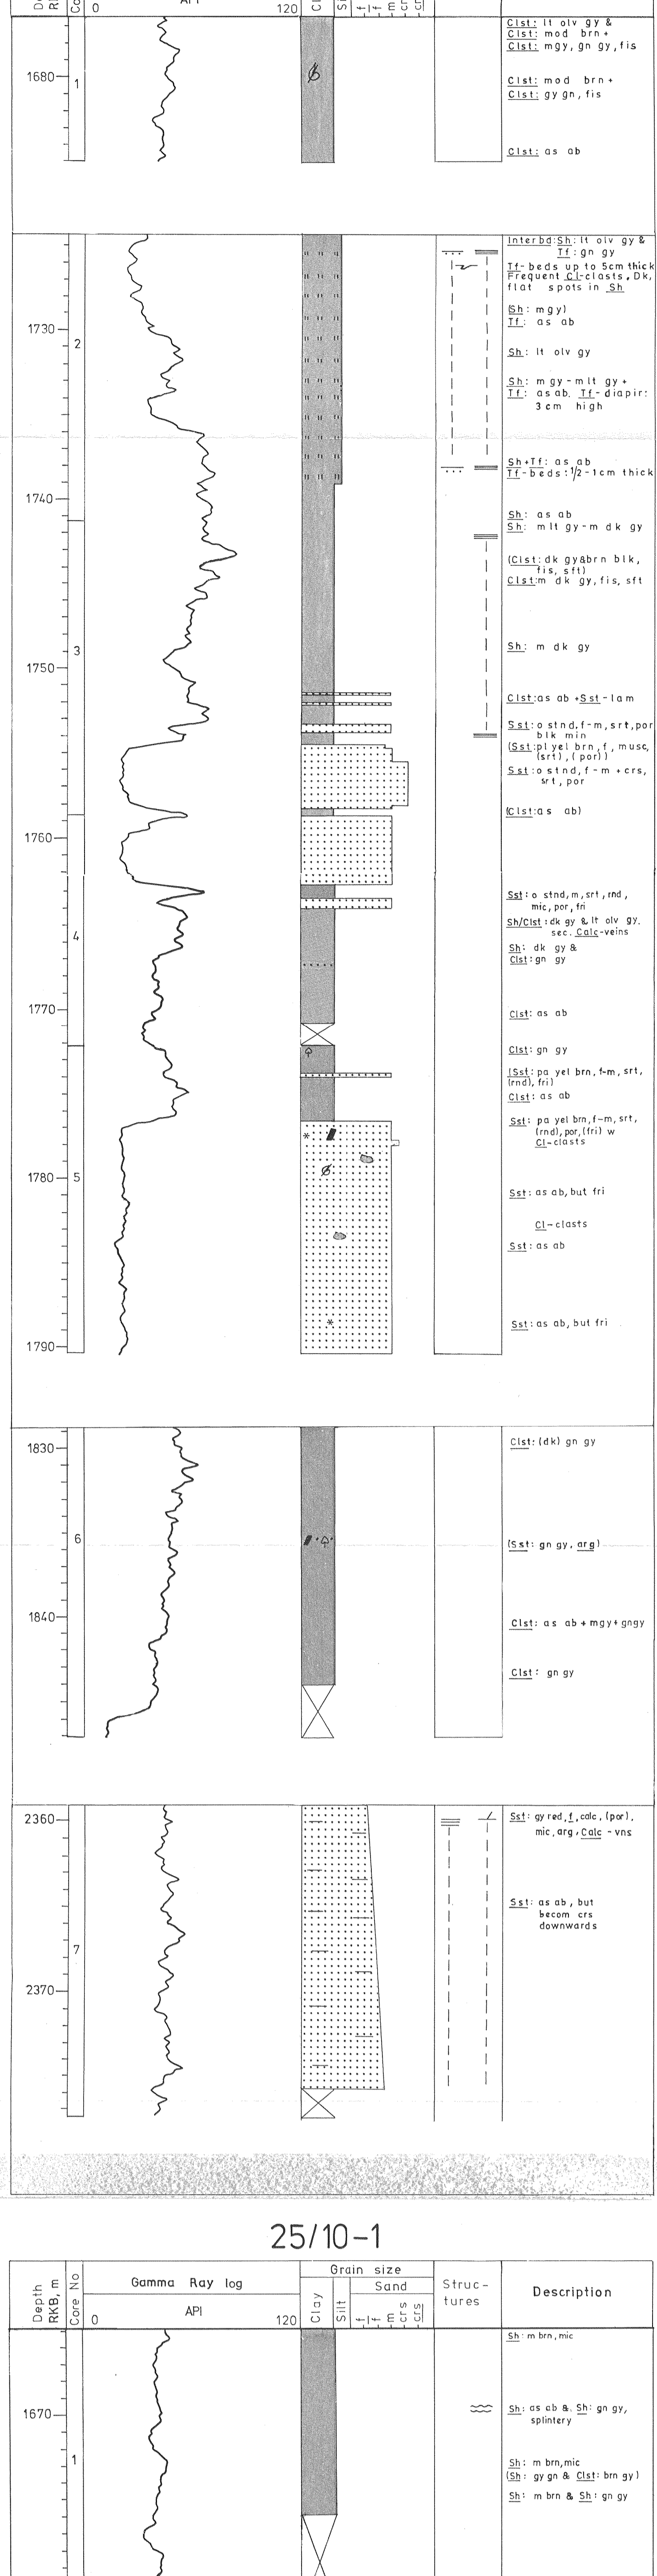 0
120
Clst: lt olv gy &
Clst: mod brn +
Clst: mgy, gn gy, fis
1680
1
Clst: mod brn +
Clst: gy gn, fis
Clst: as ab
Interbd: Sh: lt olv gy &
Tf: gn gy
Tf-beds up to 5cm thick
Frequent Cl-clasts, Dk,
flat spots in Sh
1730
(Sh: mgy)
Tf: as ab
2
Sh: lt olv gy
Sh: m gy-m lt gy +
Tf: as ab. Tf-diapir:
3 cm high
Sh+Tf: as ab
Tf-beds: 1/2-1cm thick
1740
Sh: as ab
Sh: m lt gy-m dk gy
(Clst: dk gy&brn blk,
fis, sft)
Clst:m dk gy, fis, sft
3
Sh: m dk gy
1750
Clst:as ab +Sst-lam
Sst: o stnd, f-m, srt, por
blk min
(Sst: pl yel brn, f, musc,
(srt), (por))
Sst: o stnd, f-m + crs,
srt, por
1760
(Clst:as ab)
Sst: o stnd, m, srt, rnd,
mic, por, fri
4
Sh/Clst: dk gy & lt olv gy.
sec. Calc-veins
Sh: dk gy &
Clst: gn gy
1770
Clst: as ab
Clst: gn gy
(Sst: pa yel brn, f-m, srt,
(rnd), fri)
Clst: as ab
Sst: pa yel brn, f-m, srt,
(rnd), por, (fri) w
Cl-clasts
1780
5
Sst: as ab, but fri
Cl-clasts
Sst: as ab
Sst: as ab, but fri
1790
1830
Clst: (dk) gn gy
6
(Sst: gn gy, arg)
1840
Clst: as ab + mgy + gngy
Clst: gn gy
2360
Sst: gy red, f, calc, (por),
mic, arg, Calc - vns
Sst: as ab, but
becom crs
downwards
7
2370
25/10-1
Depth
RKB, m
Core No
Gamma Ray log
API
0
120
Grain size
Clay
Silt
Sand
f
f
m
crs
crs
Struc-
tures
Description
Sh: m brn, mic
1670
Sh: as ab & Sh: gn gy,
splintery
1
Sh: m brn, mic
(Sh: gy gn & Clst: brn gy)
Sh: m brn & Sh: gn gy